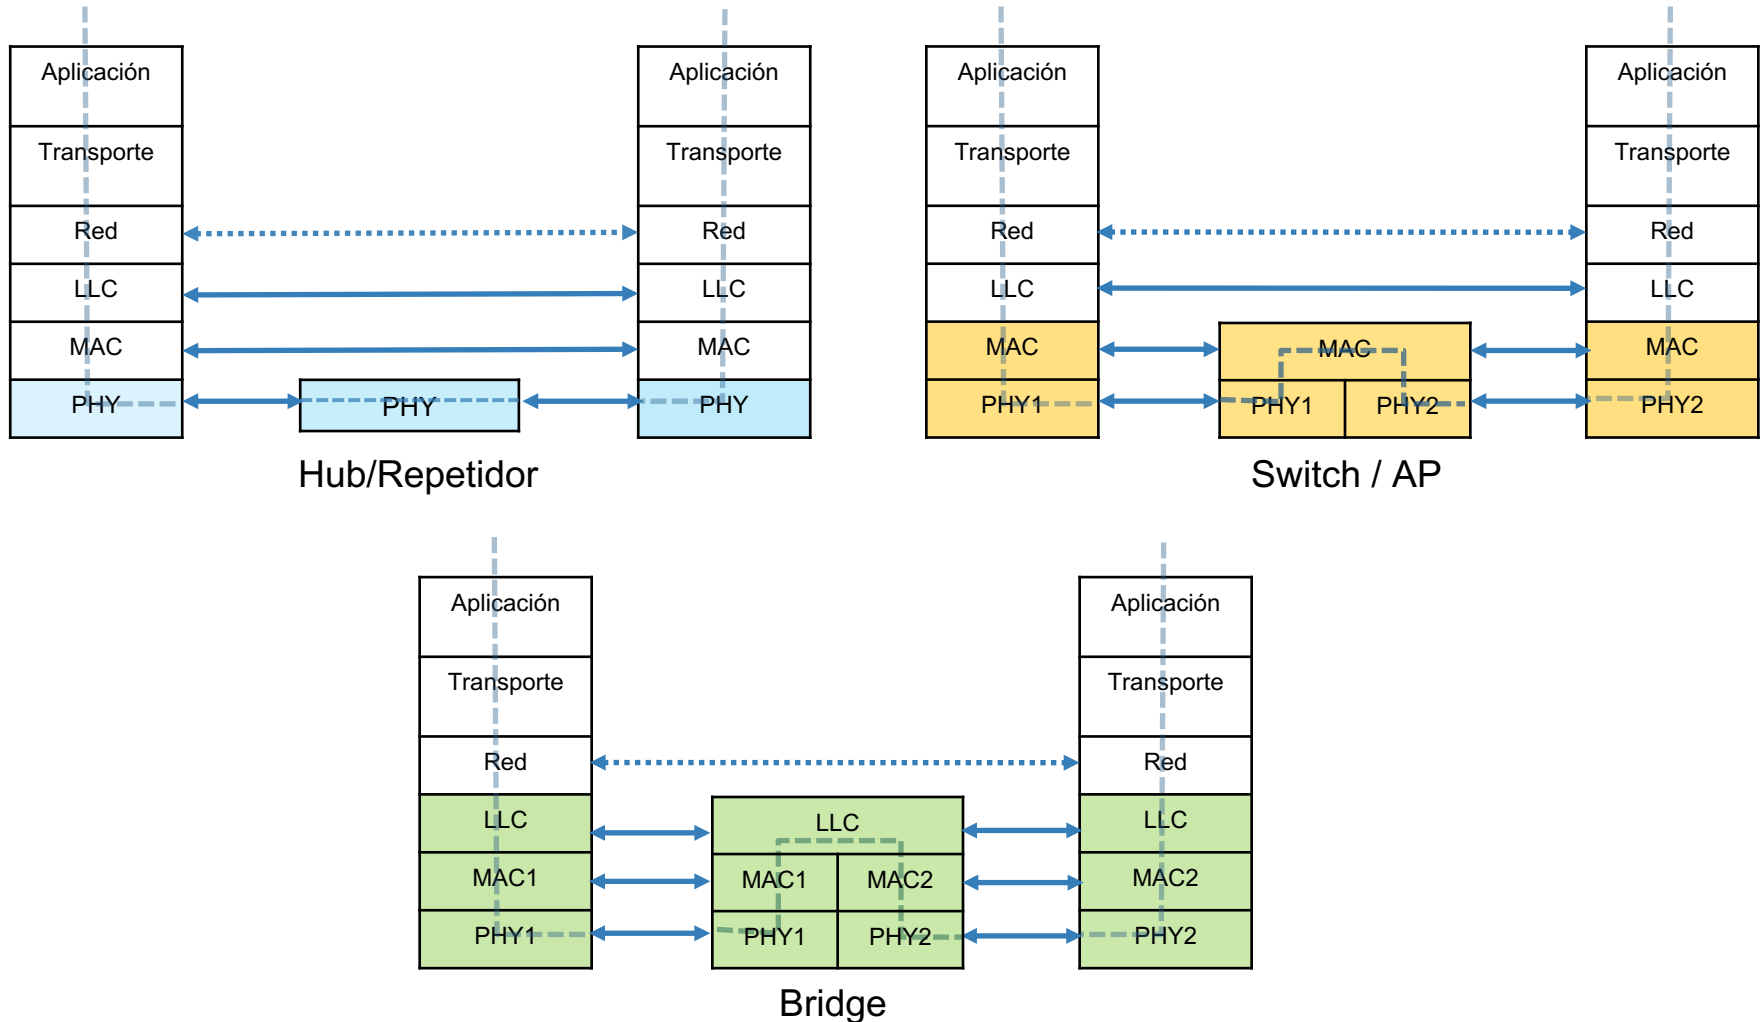 Aplicación
Transporte
Red
LLC
MAC
PHY
PHY
Aplicación
Transporte
Red
LLC
MAC
PHY
Hub/Repetidor
Aplicación
Transporte
Red
LLC
MAC
PHY1
MAC
PHY1 PHY2
Aplicación
Transporte
Red
LLC
MAC
PHY2
Switch / AP
Aplicación
Transporte
Red
LLC
MAC1
PHY1
LLC
MAC1 MAC2
PHY1 PHY2
Aplicación
Transporte
Red
LLC
MAC2
PHY2
Bridge